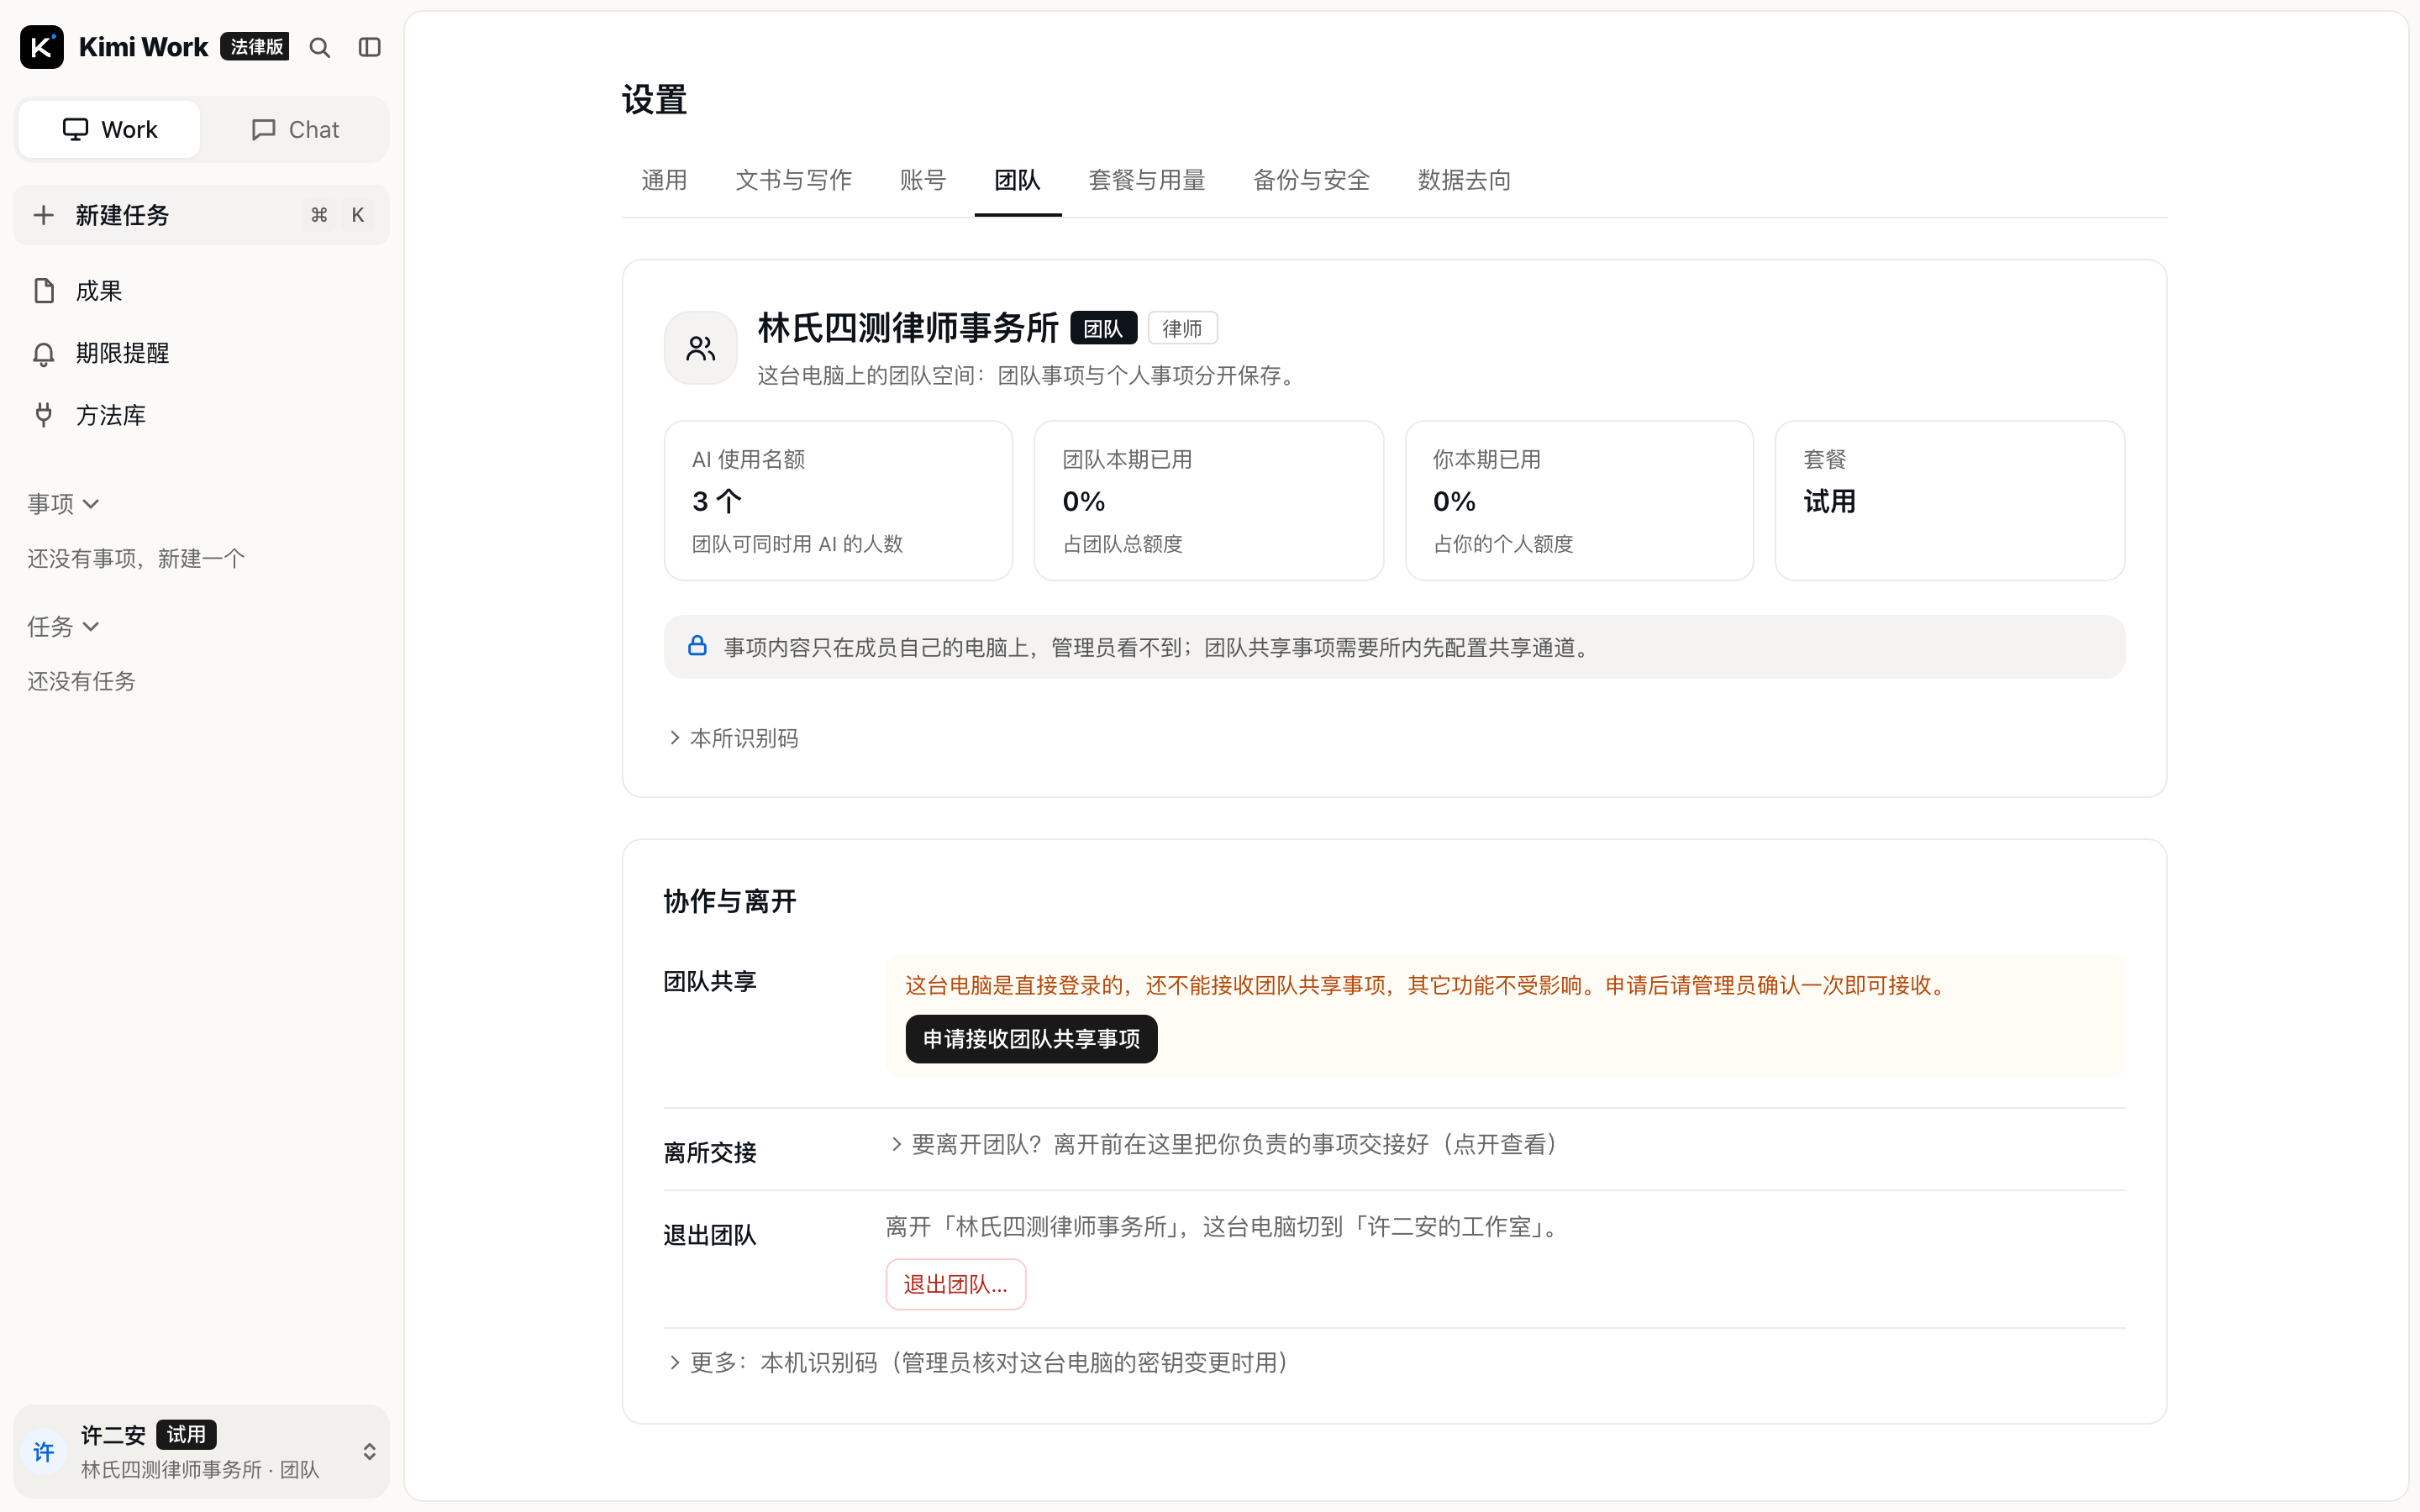 Kimi Work 法律版
Work
Chat
新建任务 ⌘ K
成果
期限提醒
方法库
事项
还没有事项，新建一个
任务
还没有任务
许二安 试用
林氏四测律师事务所 · 团队
设置
通用 文书与写作 账号 团队 套餐与用量 备份与安全 数据去向
林氏四测律师事务所 团队 律师
这台电脑上的团队空间：团队事项与个人事项分开保存。
AI 使用名额
3 个
团队可同时用 AI 的人数
团队本期已用
0%
占团队总额度
你本期已用
0%
占你的个人额度
套餐
试用
事项内容只在成员自己的电脑上，管理员看不到；团队共享事项需要所内先配置共享通道。
本所识别码
协作与离开
团队共享
这台电脑是直接登录的，还不能接收团队共享事项，其它功能不受影响。申请后请管理员确认一次即可接收。
申请接收团队共享事项
离所交接
要离开团队？离开前在这里把你负责的事项交接好（点开查看）
退出团队
离开「林氏四测律师事务所」，这台电脑切到「许二安的工作室」。
退出团队...
更多：本机识别码（管理员核对这台电脑的密钥变更时用）